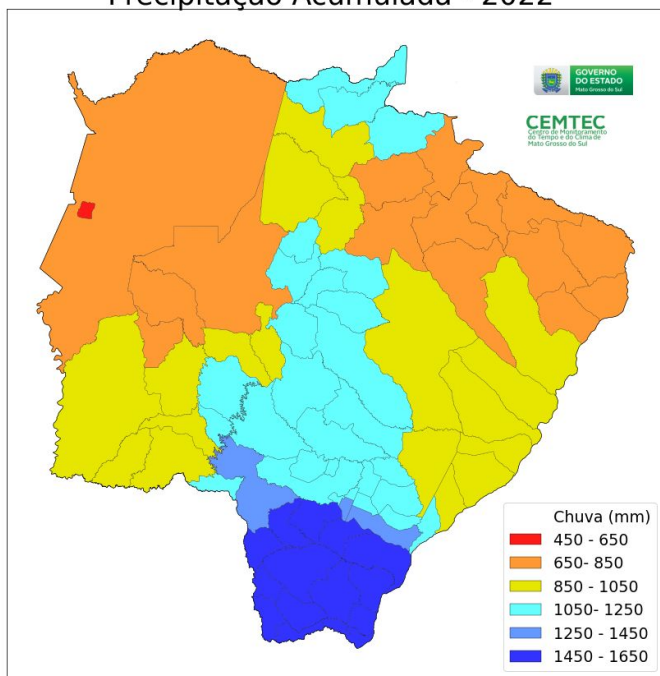 Precipitação Acumulada - 2022
GOVERNO
DO ESTADO
Mato Grosso do Sul
CEMTEC
Centro de Monitoramento
do Tempo e do Clima de
Mato Grosso do Sul
Chuva (mm)
450 - 650
650- 850
850 - 1050
1050- 1250
1250 - 1450
1450 - 1650